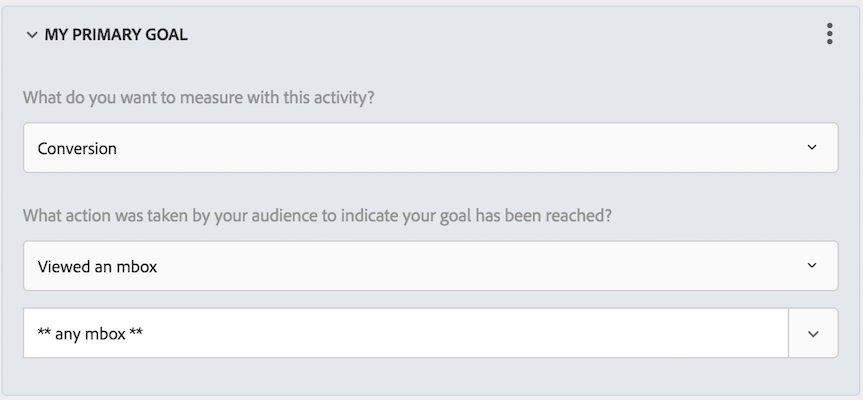 MY PRIMARY GOAL
What do you want to measure with this activity?
Conversion
What action was taken by your audience to indicate your goal has been reached?
Viewed an mbox
** any mbox **